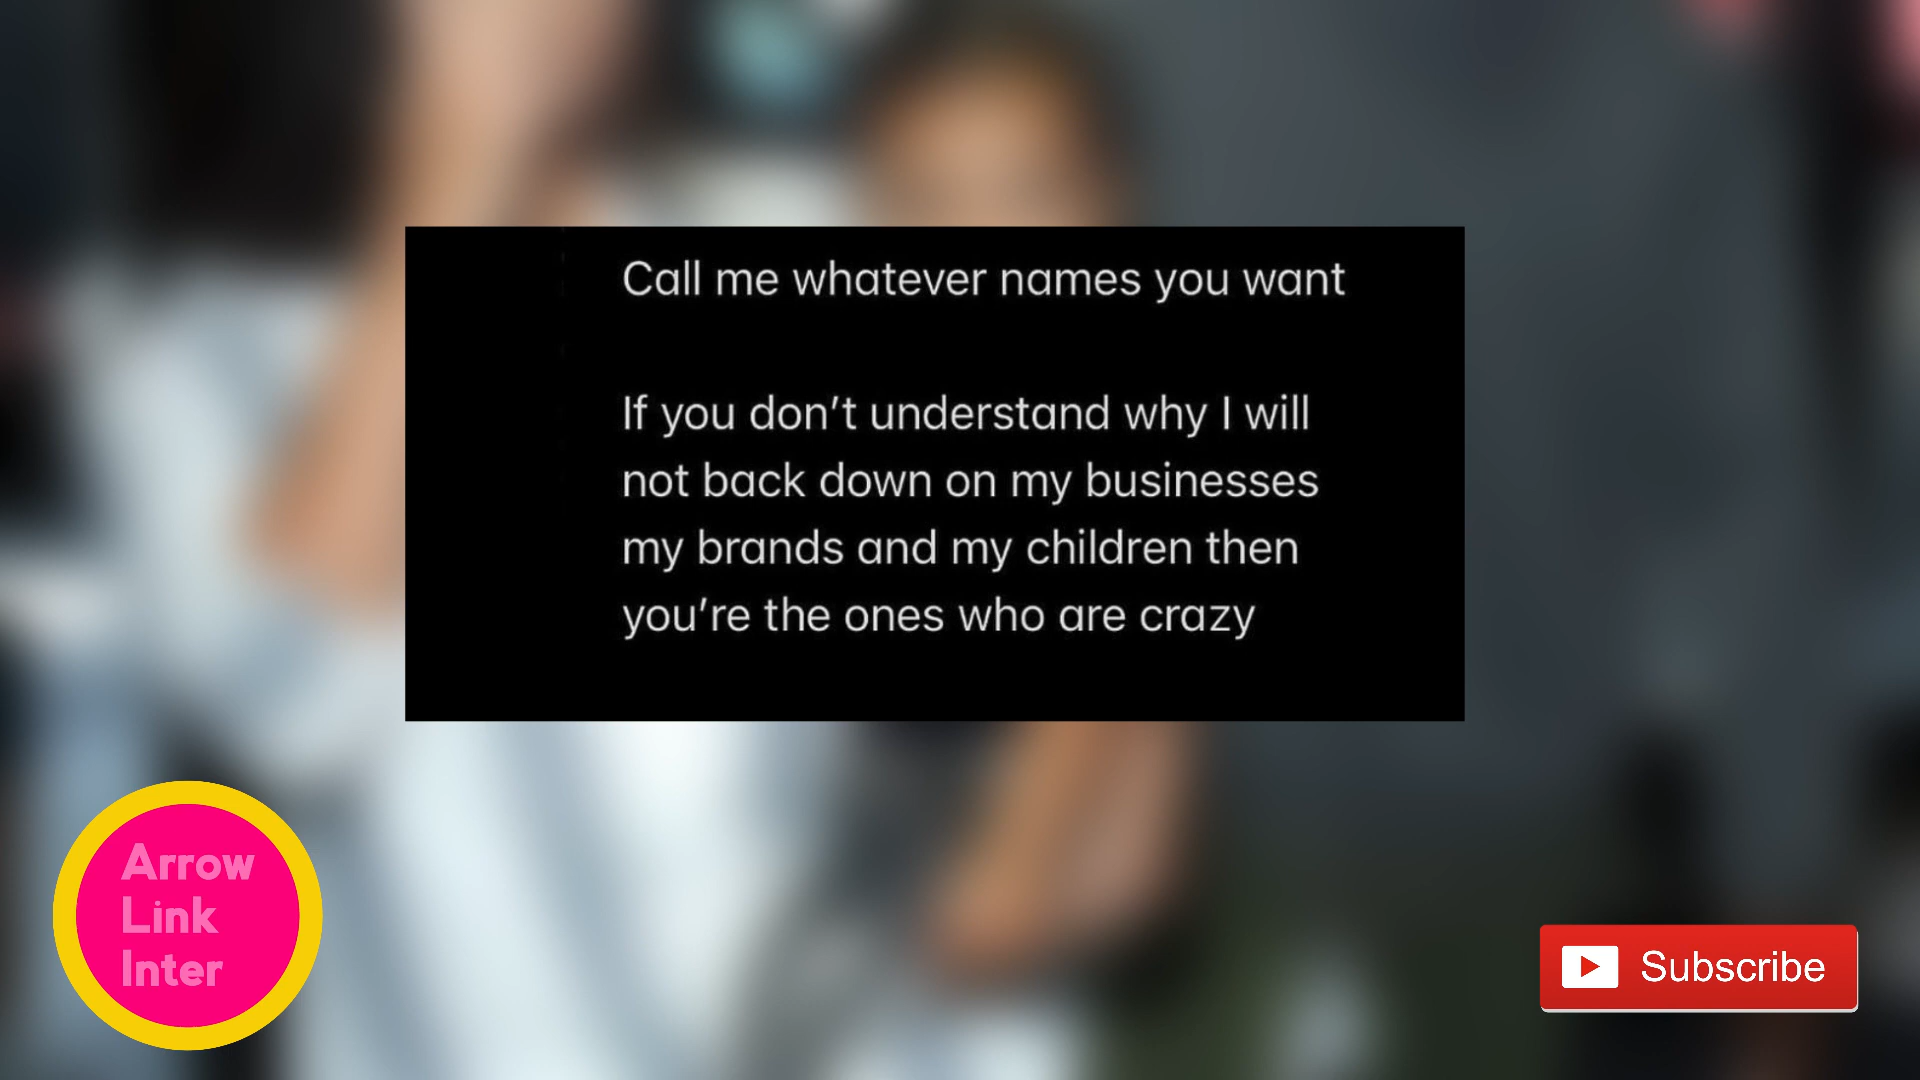 Call me whatever names you want
If you don’t understand why I will
not back down on my businesses
my brands and my children then
you’re the ones who are crazy
Arrow
Link
Inter
Subscribe